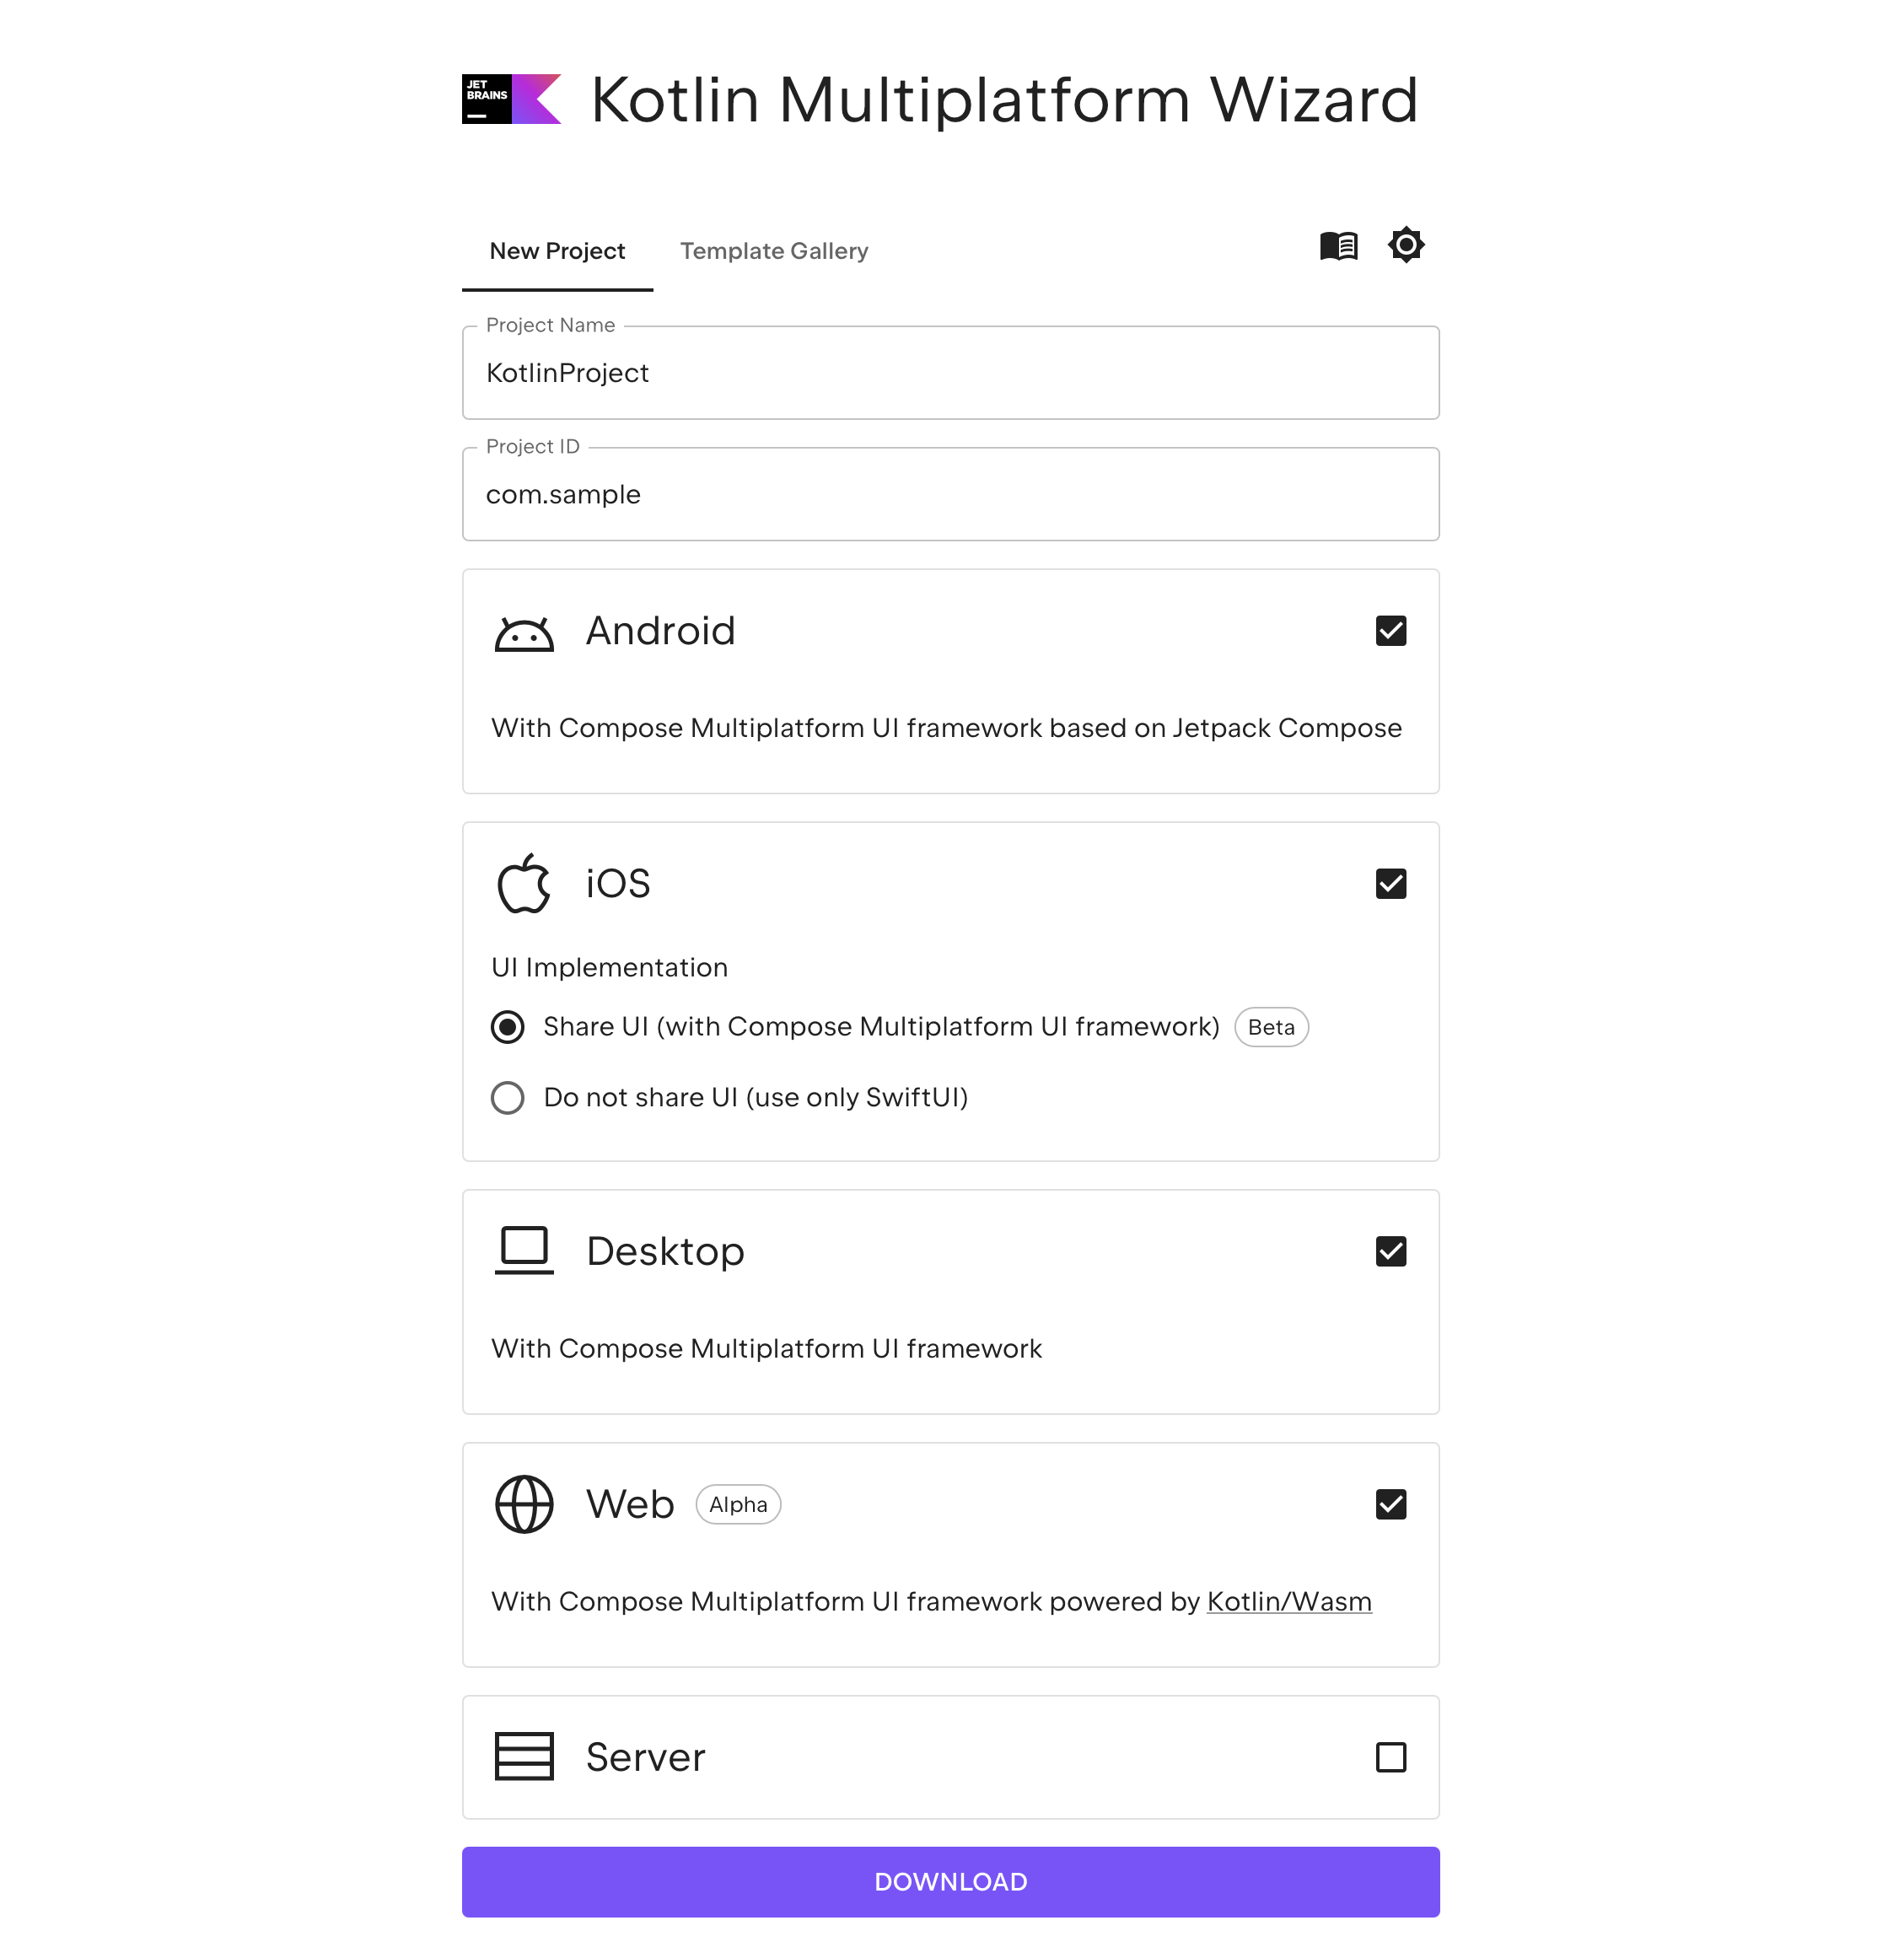 JET
BRAINS
Kotlin Multiplatform Wizard
New Project
Template Gallery
Project Name
KotlinProject
Project ID
com.sample
Android
With Compose Multiplatform UI framework based on Jetpack Compose
iOS
UI Implementation
Share UI (with Compose Multiplatform UI framework) Beta
Do not share UI (use only SwiftUI)
Desktop
With Compose Multiplatform UI framework
Web Alpha
With Compose Multiplatform UI framework powered by Kotlin/Wasm
Server
DOWNLOAD